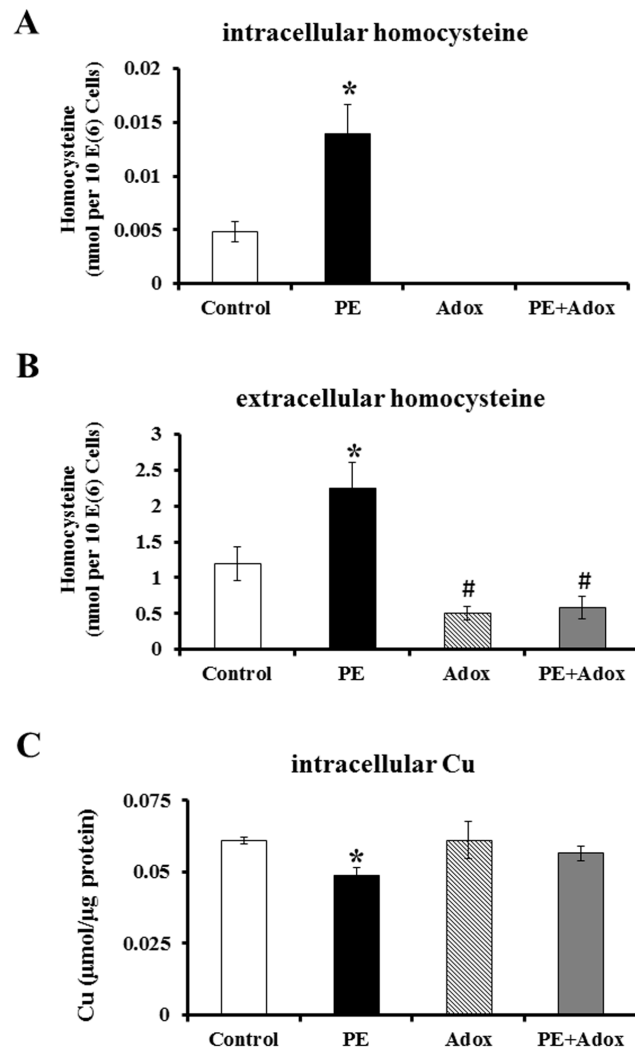 A
intracellular homocysteine
Homocysteine
(nmol per 10 E(6) Cells)
0.02
0.015
0.01
0.005
0
*
Control PE Adox PE+Adox
B
extracellular homocysteine
Homocysteine
(nmol per 10 E(6) Cells)
3
2.5
2
1.5
1
0.5
0
*
# #
Control PE Adox PE+Adox
C
intracellular Cu
Cu (µmol/µg protein)
0.075
0.05
0.025
0
*
Control PE Adox PE+Adox